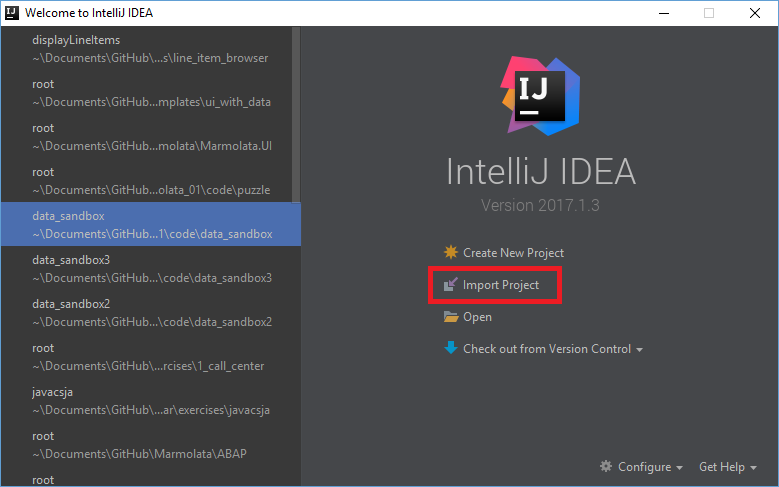 Welcome to IntelliJ IDEA
displayLineItems
~\Documents\GitHub\...s\line_item_browser
root
~\Documents\GitHub...mplates\ui_with_data
root
~\Documents\GitHub...molata\Marmolata.UI
root
~\Documents\GitHub...olata_01\code\puzzle
data_sandbox
~\Documents\GitHub...1\code\data_sandbox
data_sandbox3
~\Documents\GitHub...\code\data_sandbox3
data_sandbox2
~\Documents\GitHub...\code\data_sandbox2
root
~\Documents\GitHub...rcises\1_call_center
javacsja
~\Documents\GitHub...ar\exercises\javacsja
root
~\Documents\GitHub\Marmolata\ABAP
root
IJ
IntelliJ IDEA
Version 2017.1.3
Create New Project
Import Project
Open
Check out from Version Control
Configure
Get Help